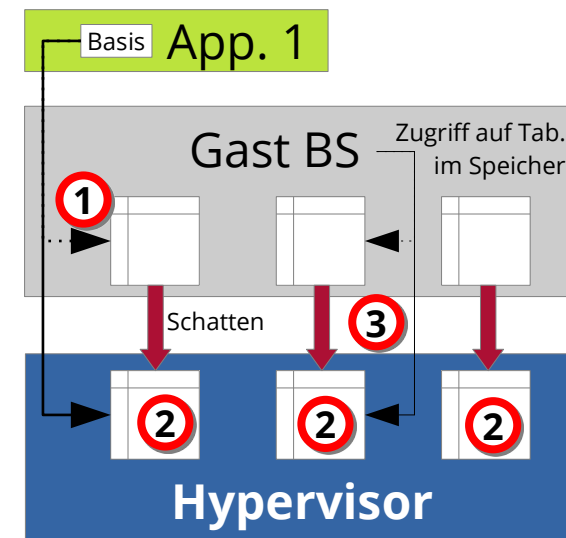 Basis
App. 1
Gast BS
Zugriff auf Tab.
im Speicher
1
Schatten
3
2
2
2
Hypervisor